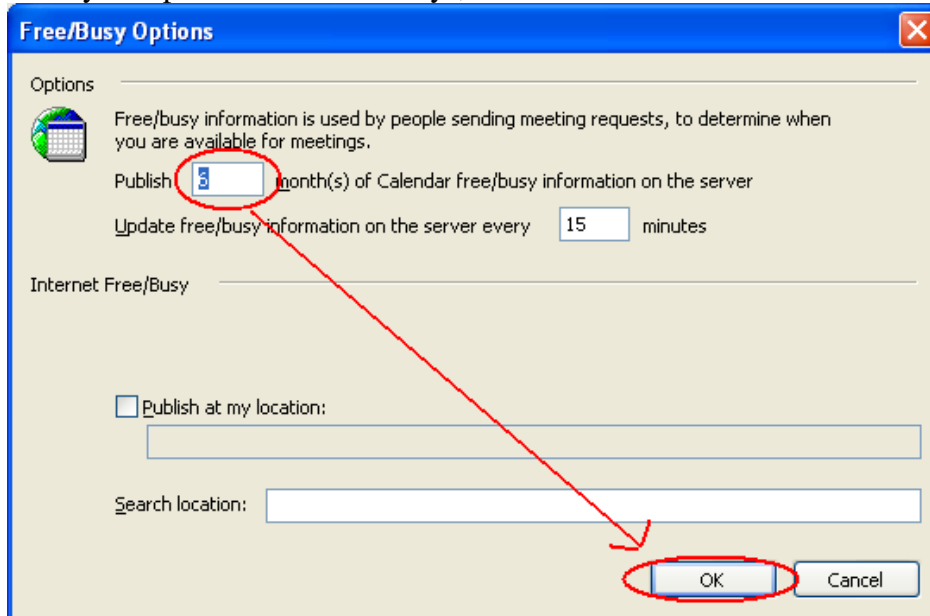 Free/Busy Options
Options
Free/busy information is used by people sending meeting requests, to determine when
you are available for meetings.
Publish 6 month(s) of Calendar free/busy information on the server
Update free/busy information on the server every 15 minutes
Internet Free/Busy
Publish at my location:
Search location:
OK Cancel